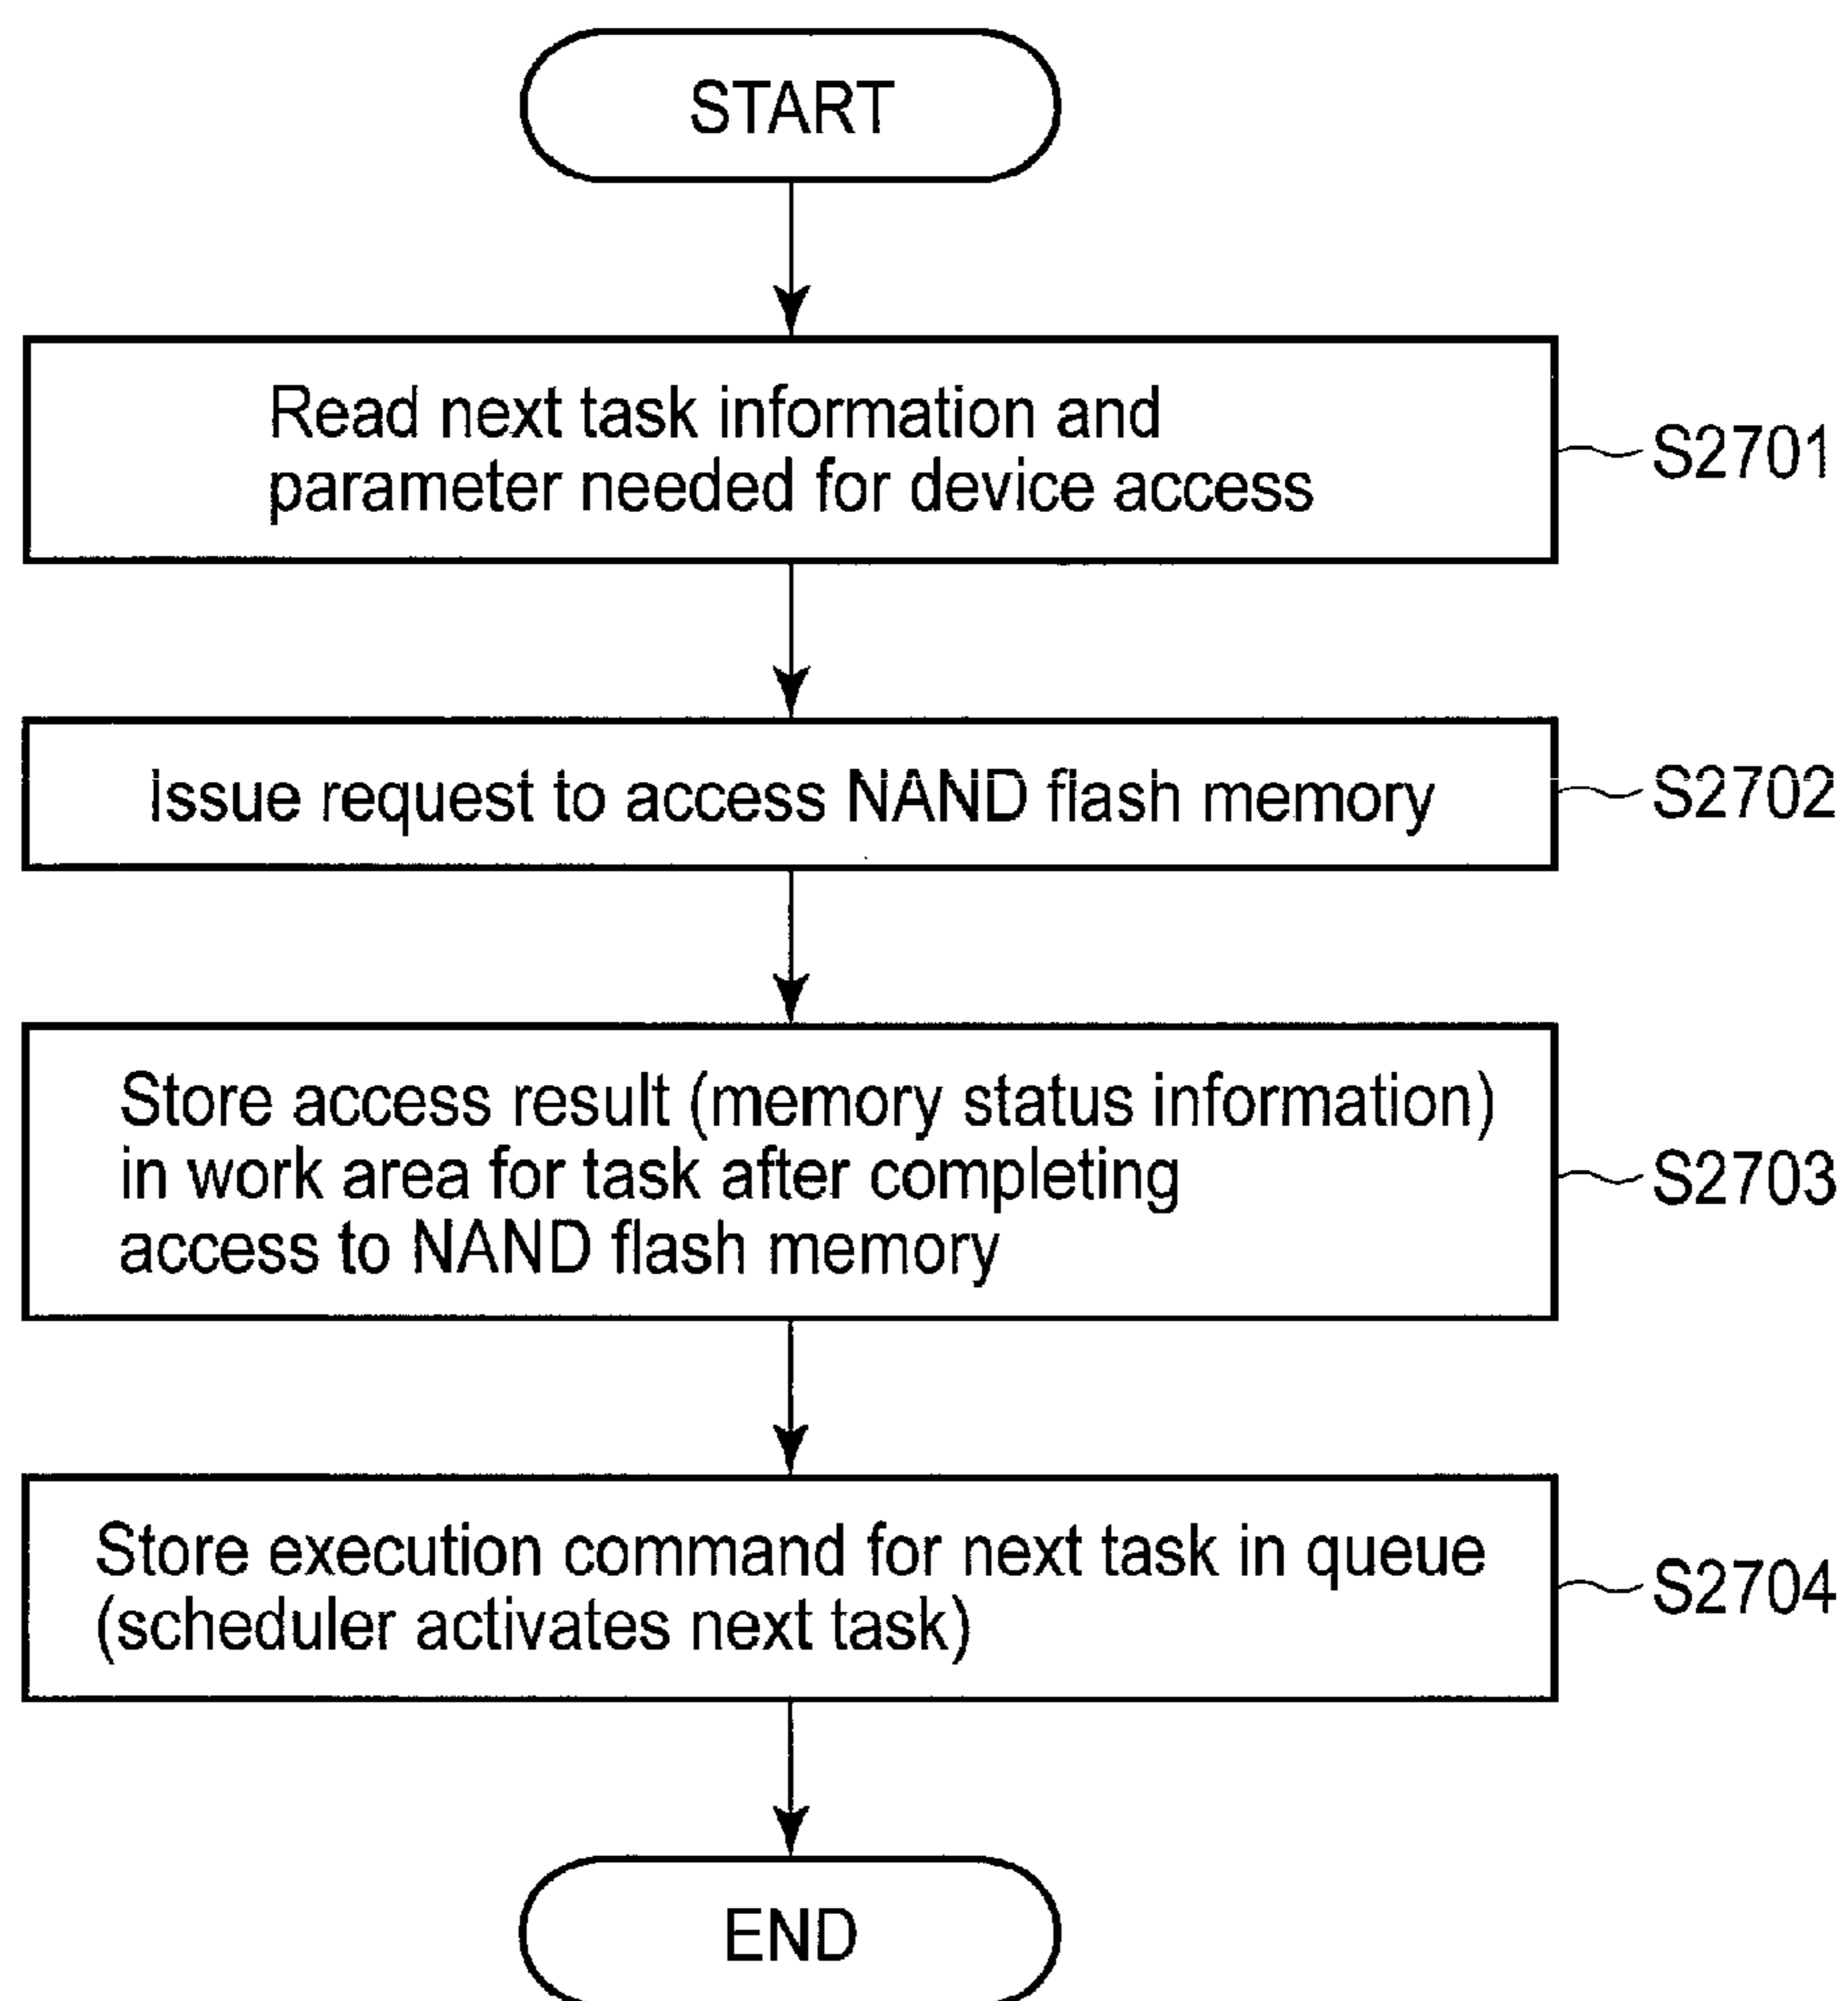 START
Read next task information and
parameter needed for device access
S2701
Issue request to access NAND flash memory
S2702
Store access result (memory status information)
in work area for task after completing
access to NAND flash memory
S2703
Store execution command for next task in queue
(scheduler activates next task)
S2704
END